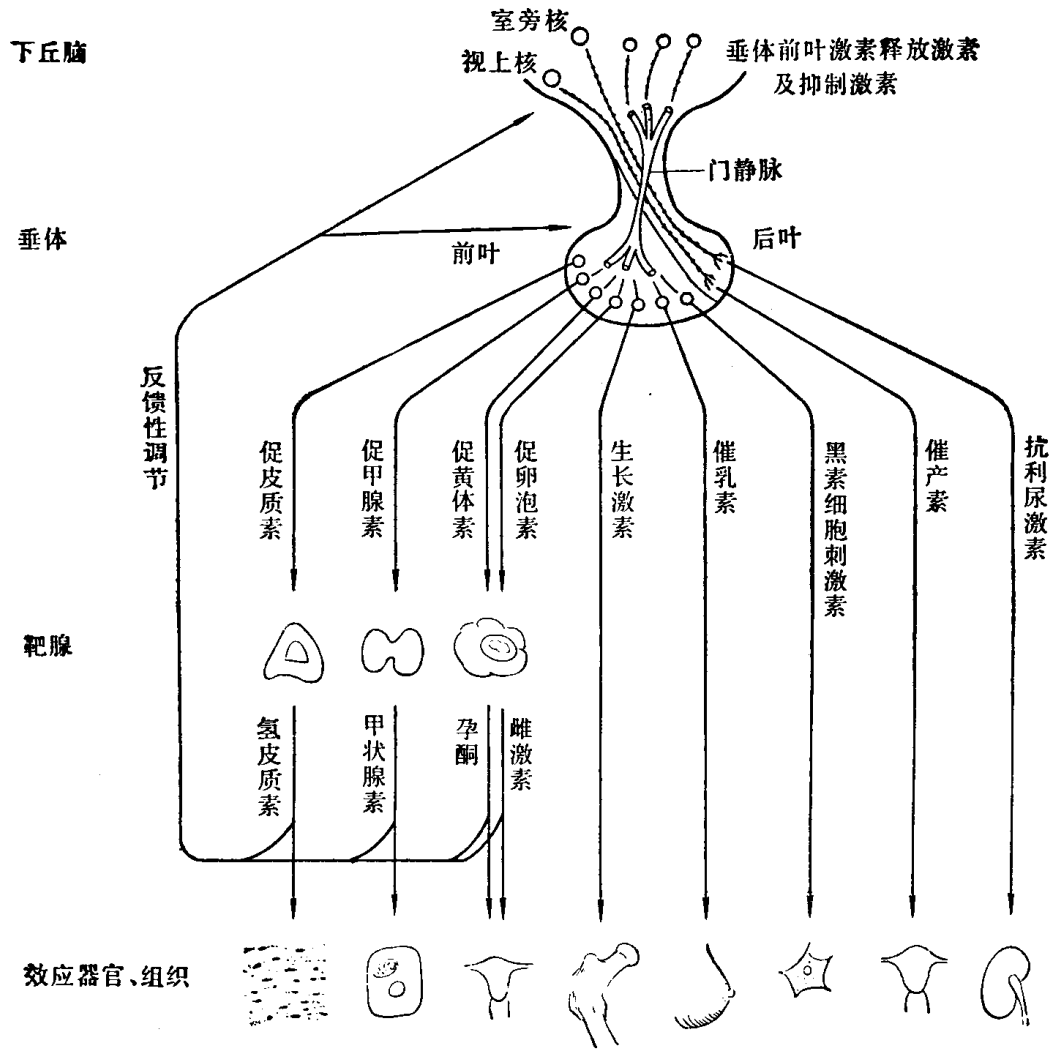 室旁核
下丘脑
视上核
垂体前叶激素释放激素
及抑制激素
门静脉
垂体
前叶
后叶
反馈性调节
促皮质素
促甲腺素
促黄体素
促卵泡素
生长激素
催乳素
黑素细胞刺激素
催产素
抗利尿激素
靶腺
氢皮质素
甲状腺素
孕酮
雌激素
效应器官、组织